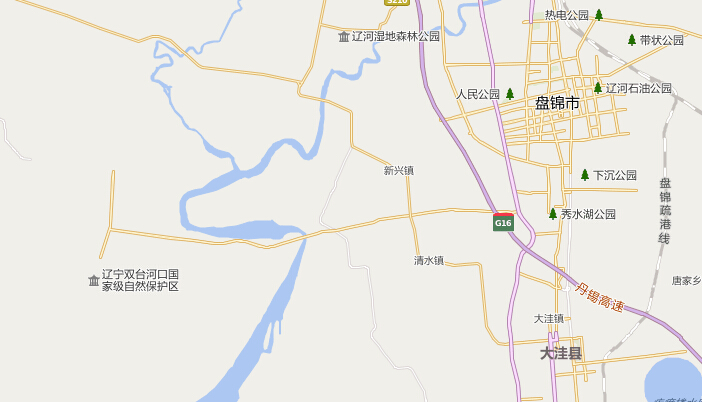 S210
热电公园
辽河湿地森林公园
带状公园
人民公园
盘锦市
辽河石油公园
新兴镇
下沉公园
盘锦疏港线
秀水湖公园
G16
清水镇
辽宁双台河口国
家级自然保护区
唐家乡
丹锡高速
大洼镇
大洼县